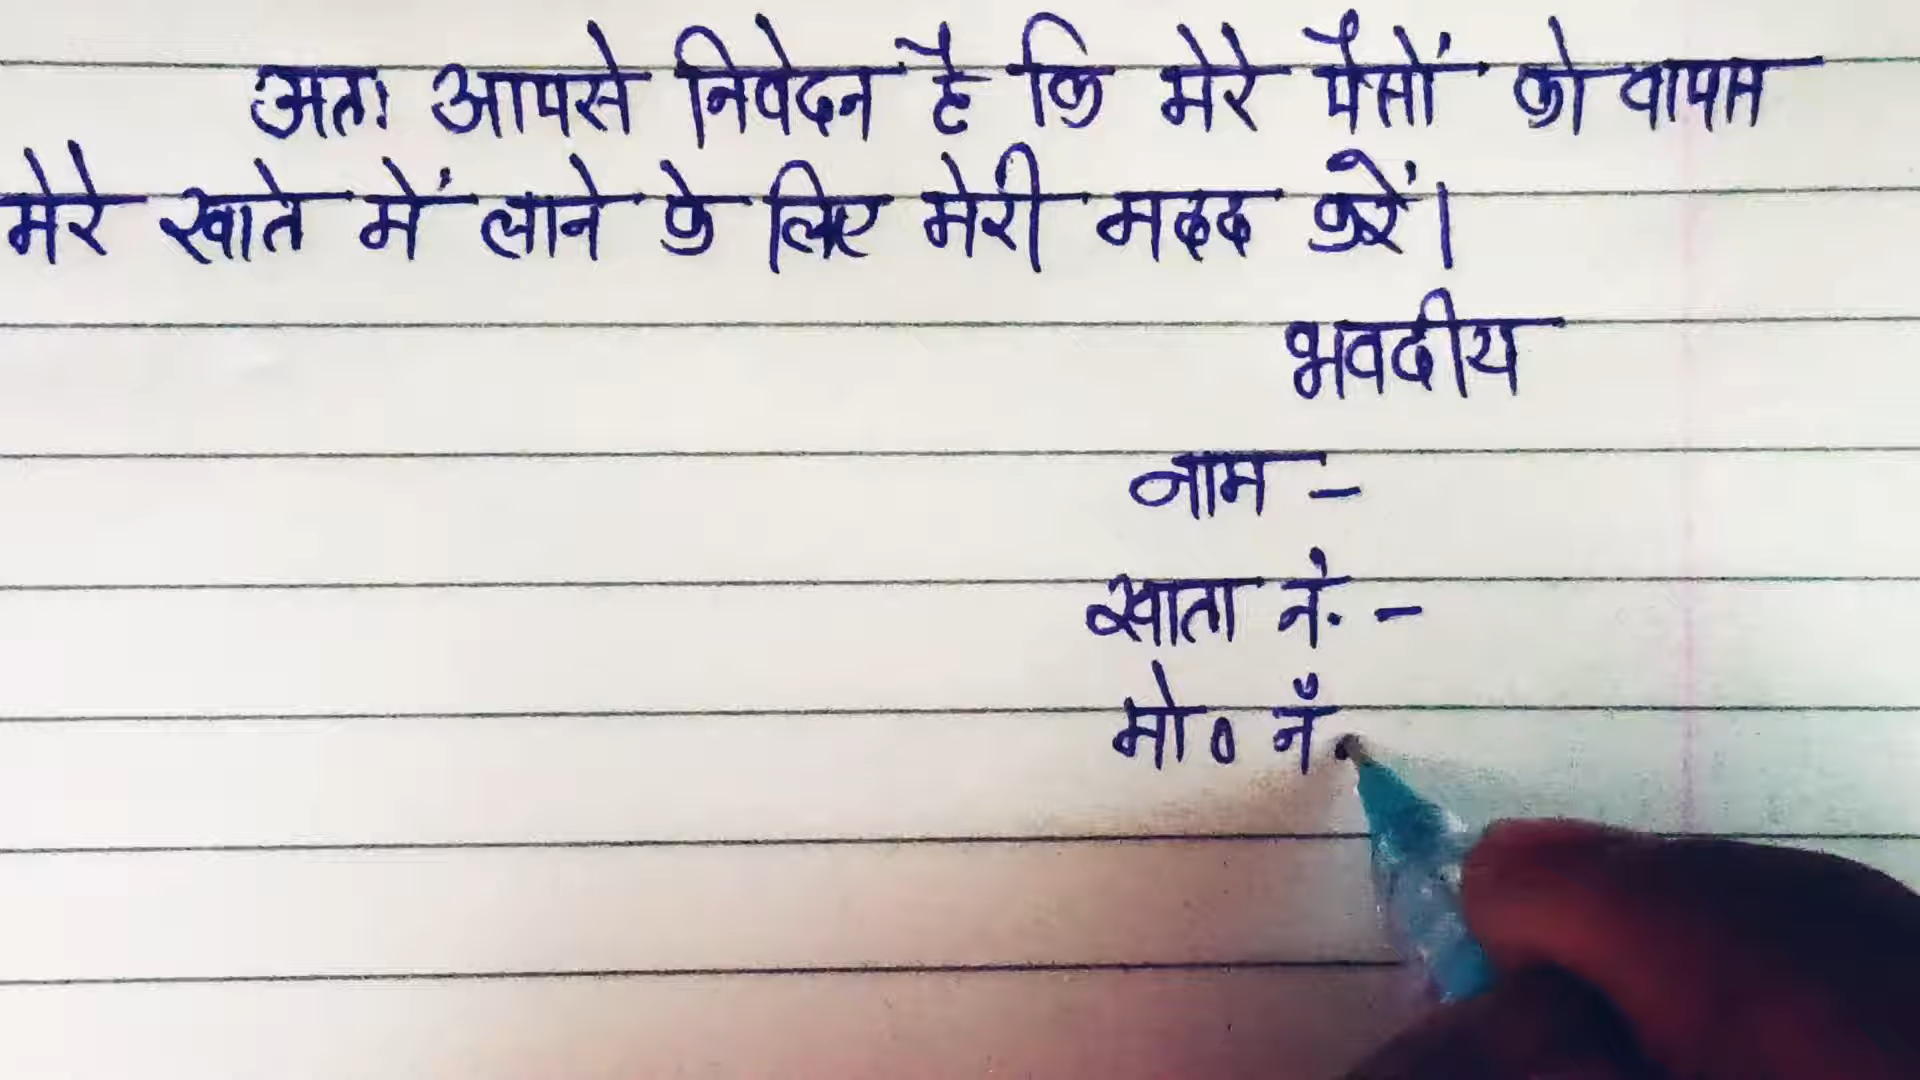 अतः आपसे निवेदन है कि मेरे पैसों को वापस
मेरे खाते में लाने के लिए मेरी मदद करें।
भवदीय
नाम -
खाता नं. -
मो० नँ.